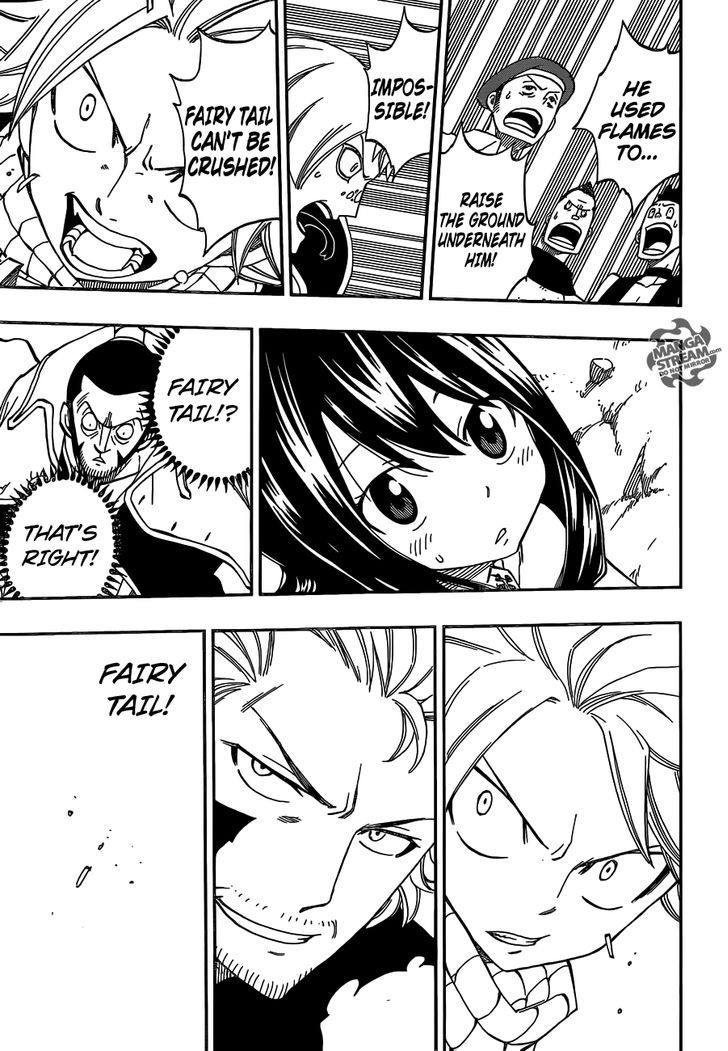 HE
USED
FLAMES
TO...
RAISE
THE GROUND
UNDERNEATH
HIM!
IMPOS-
SIBLE!
FAIRY TAIL
CAN'T BE
CRUSHED!
MANGA
STREAM.com
DO NOT MIRROR
FAIRY
TAIL!?
THAT'S
RIGHT!
FAIRY
TAIL!